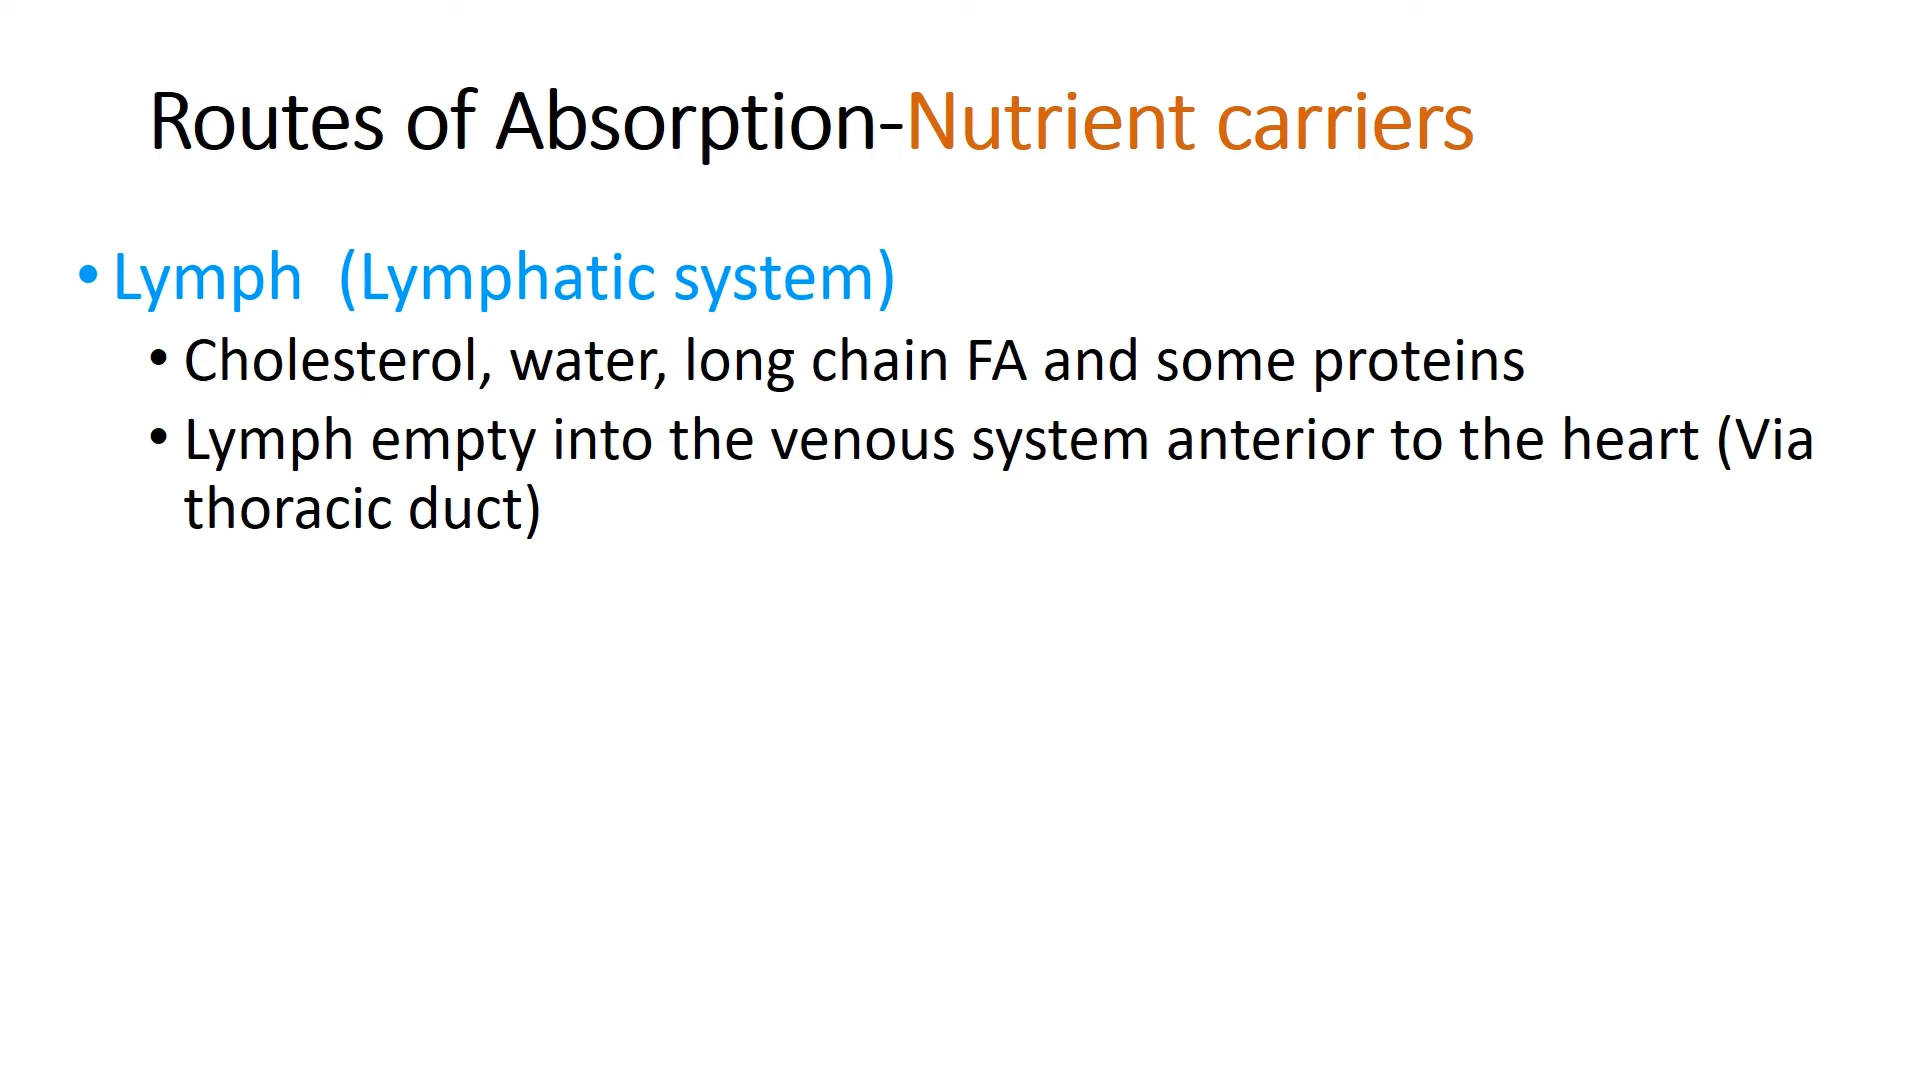 Routes of Absorption-Nutrient carriers
• Lymph  (Lymphatic system)
• Cholesterol, water, long chain FA and some proteins
• Lymph empty into the venous system anterior to the heart (Via
thoracic duct)